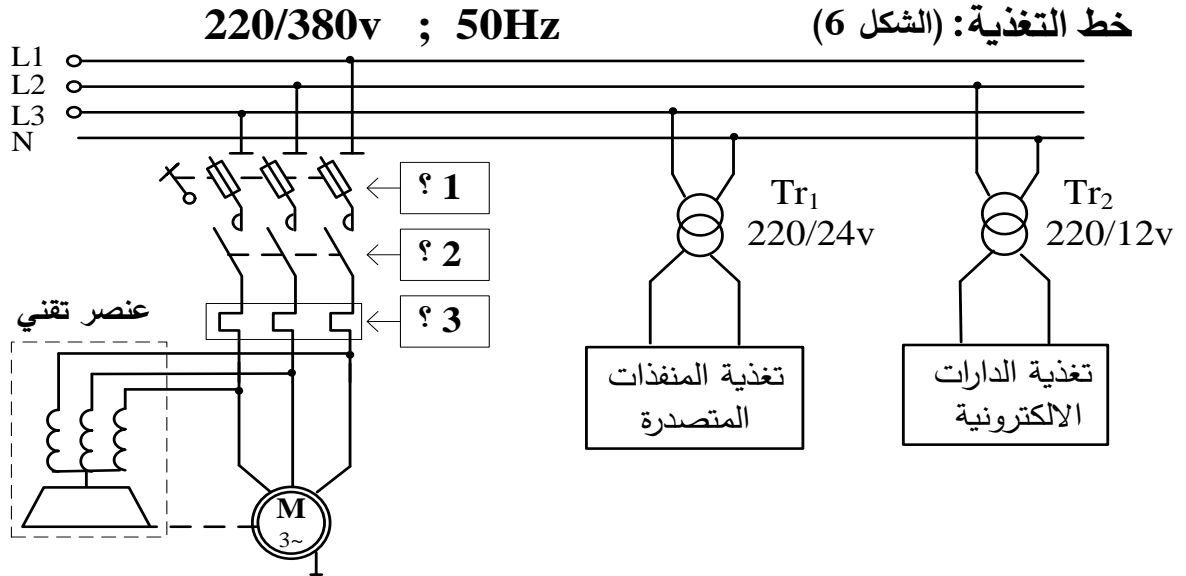 خط التغذية: (الشكل 6)
220/380v ; 50Hz
L1
L2
L3
N
؟ 1
؟ 2
؟ 3
عنصر تقني
M
3~
Tr₁
220/24v
تغذية المنفذات
المتصدرة
Tr₂
220/12v
تغذية الدارات
الالكترونية